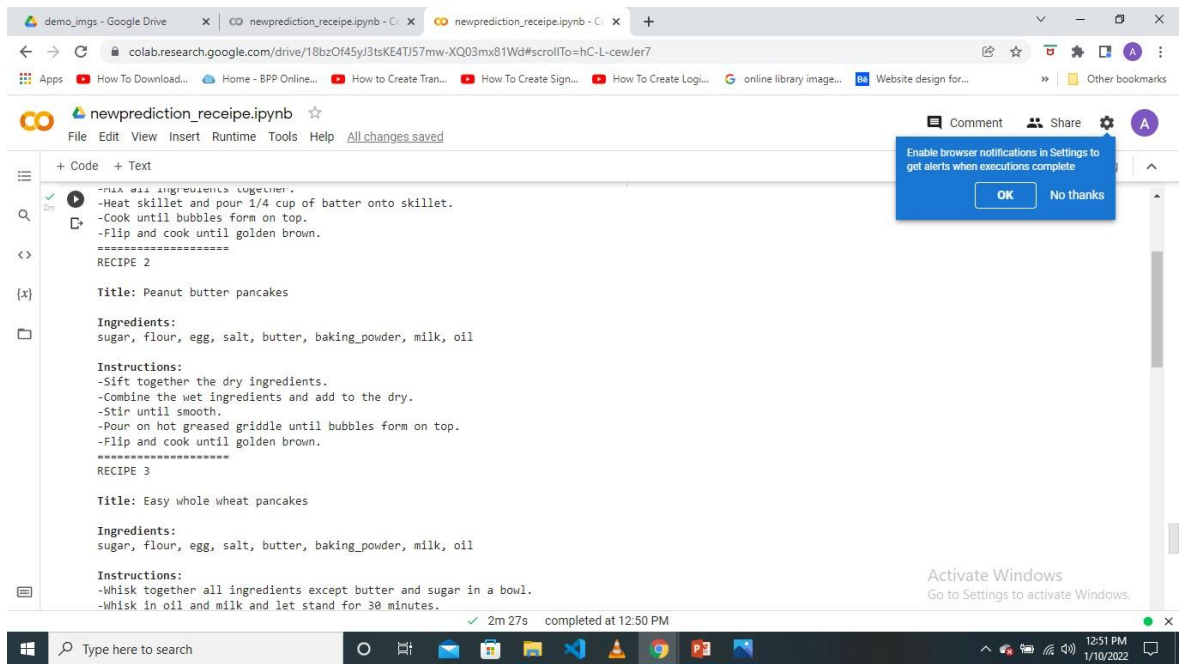 demo_imgs - Google Drive
newprediction_receipe.ipynb - Co
newprediction_receipe.ipynb - Co
colab.research.google.com/drive/18bzOf45yJ3tsKE4TJ57mw-XQ03mx81Wd#scrollTo=hC-L-cewJer7
Apps How To Download... Home - BPP Online... How to Create Tran... How To Create Sign... How To Create Logi... online library image... Website design for... » Other bookmarks
newprediction_receipe.ipynb
Comment Share A
File Edit View Insert Runtime Tools Help All changes saved
Enable browser notifications in Settings to
get alerts when executions complete
OK No thanks
+ Code + Text
2m
-Mix all ingredients together.
-Heat skillet and pour 1/4 cup of batter onto skillet.
-Cook until bubbles form on top.
-Flip and cook until golden brown.
====================
RECIPE 2
Title: Peanut butter pancakes
Ingredients:
sugar, flour, egg, salt, butter, baking_powder, milk, oil
Instructions:
-Sift together the dry ingredients.
-Combine the wet ingredients and add to the dry.
-Stir until smooth.
-Pour on hot greased griddle until bubbles form on top.
-Flip and cook until golden brown.
====================
RECIPE 3
Title: Easy whole wheat pancakes
Ingredients:
sugar, flour, egg, salt, butter, baking_powder, milk, oil
Instructions:
-Whisk together all ingredients except butter and sugar in a bowl.
-Whisk in oil and milk and let stand for 30 minutes.
Activate Windows
Go to Settings to activate Windows.
2m 27s completed at 12:50 PM
Type here to search
12:51 PM
1/10/2022